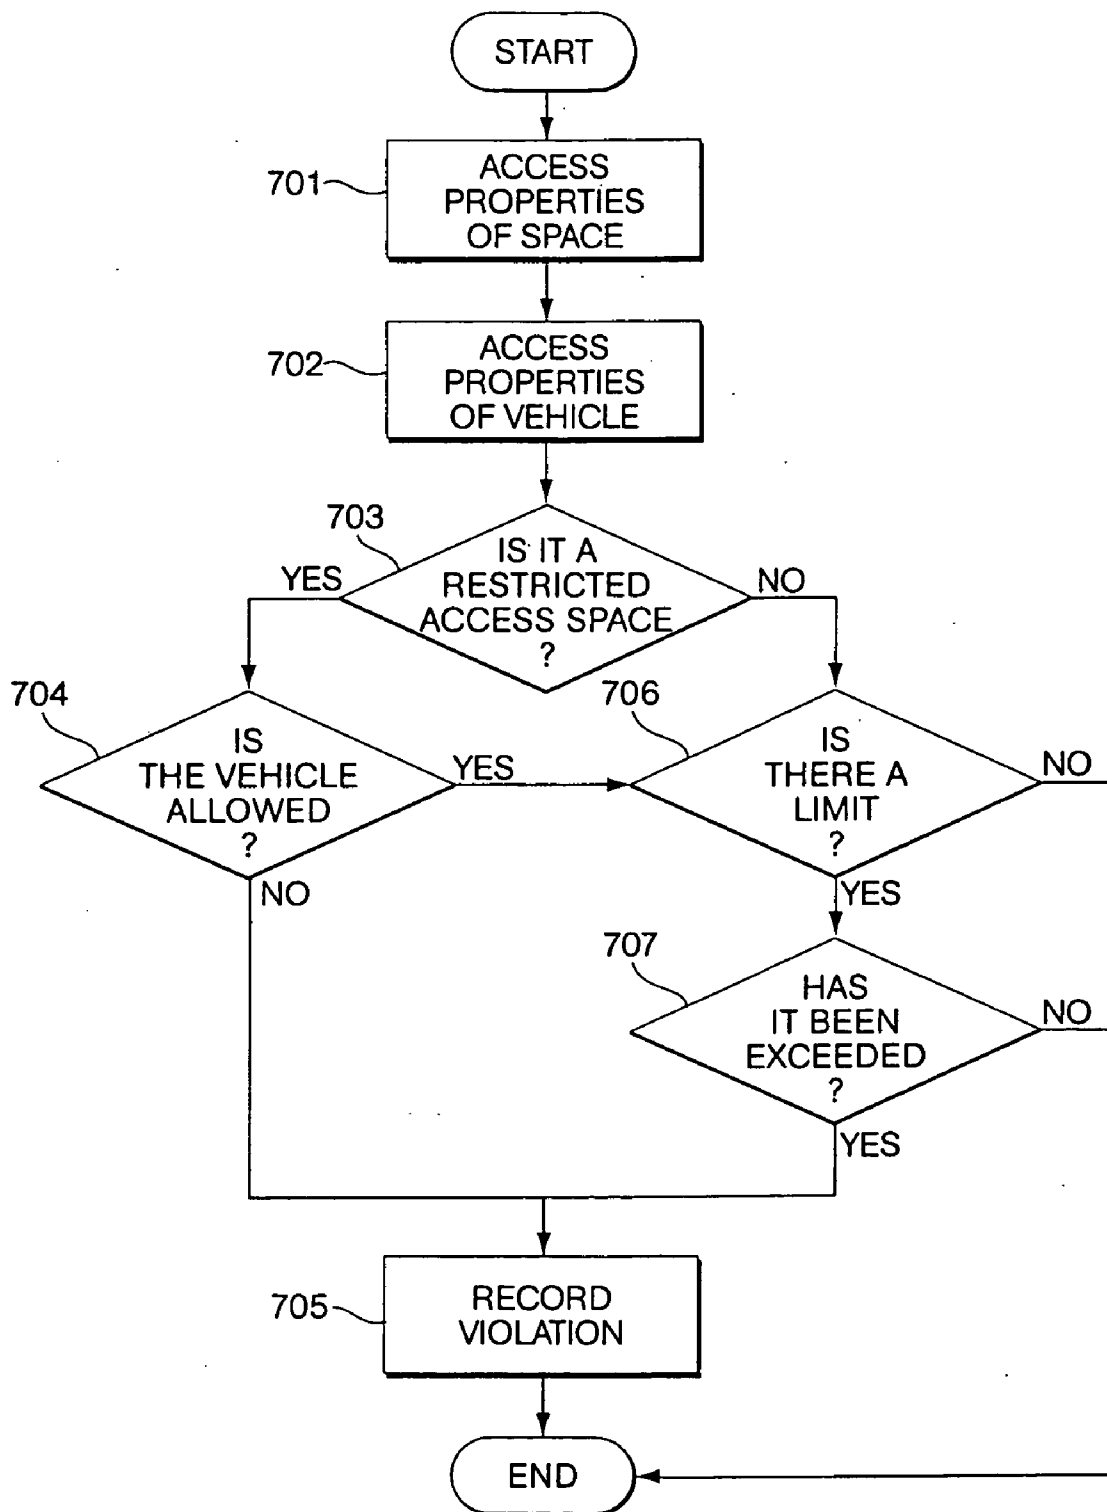 START
701
ACCESS
PROPERTIES
OF SPACE
702
ACCESS
PROPERTIES
OF VEHICLE
703
IS IT A
RESTRICTED
ACCESS SPACE
?
YES
NO
704
IS
THE VEHICLE
ALLOWED
?
YES
NO
706
IS
THERE A
LIMIT
?
NO
YES
707
HAS
IT BEEN
EXCEEDED
?
NO
YES
705
RECORD
VIOLATION
END